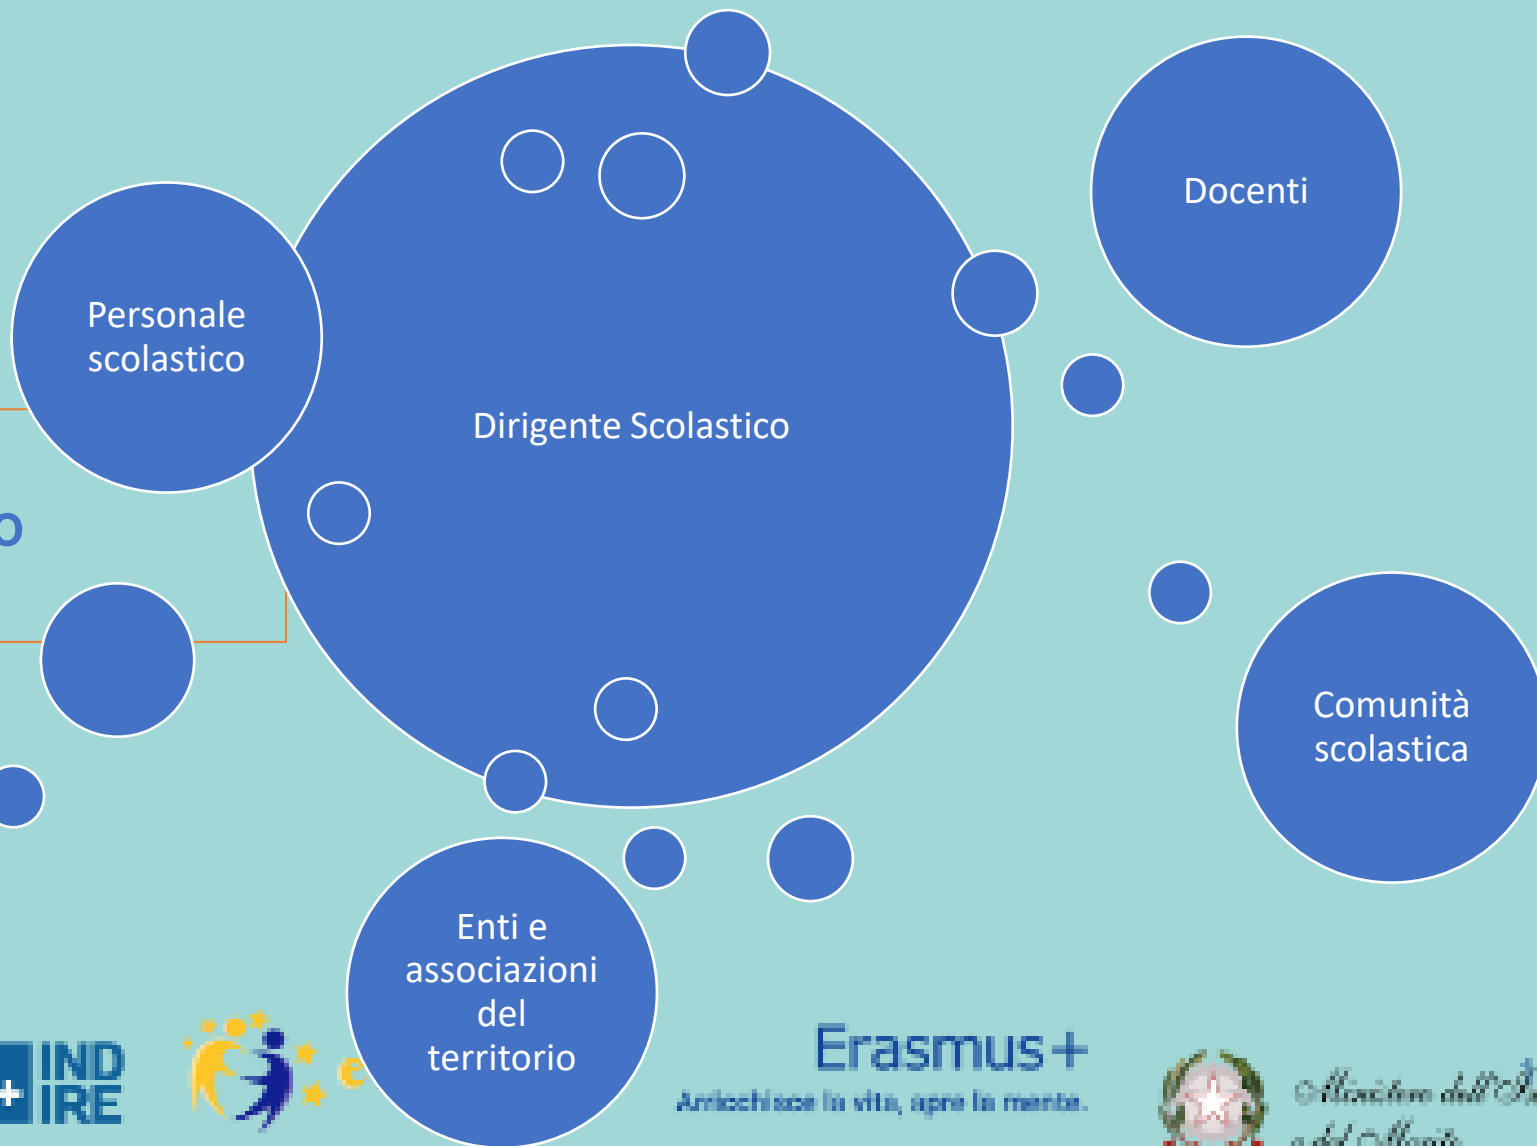 Docenti
Personale
scolastico
Dirigente Scolastico
o
Comunità
scolastica
Enti e
associazioni
del
territorio
+ IND
IRE
e
Erasmus+
Arricchisce la vita, apre la mente.